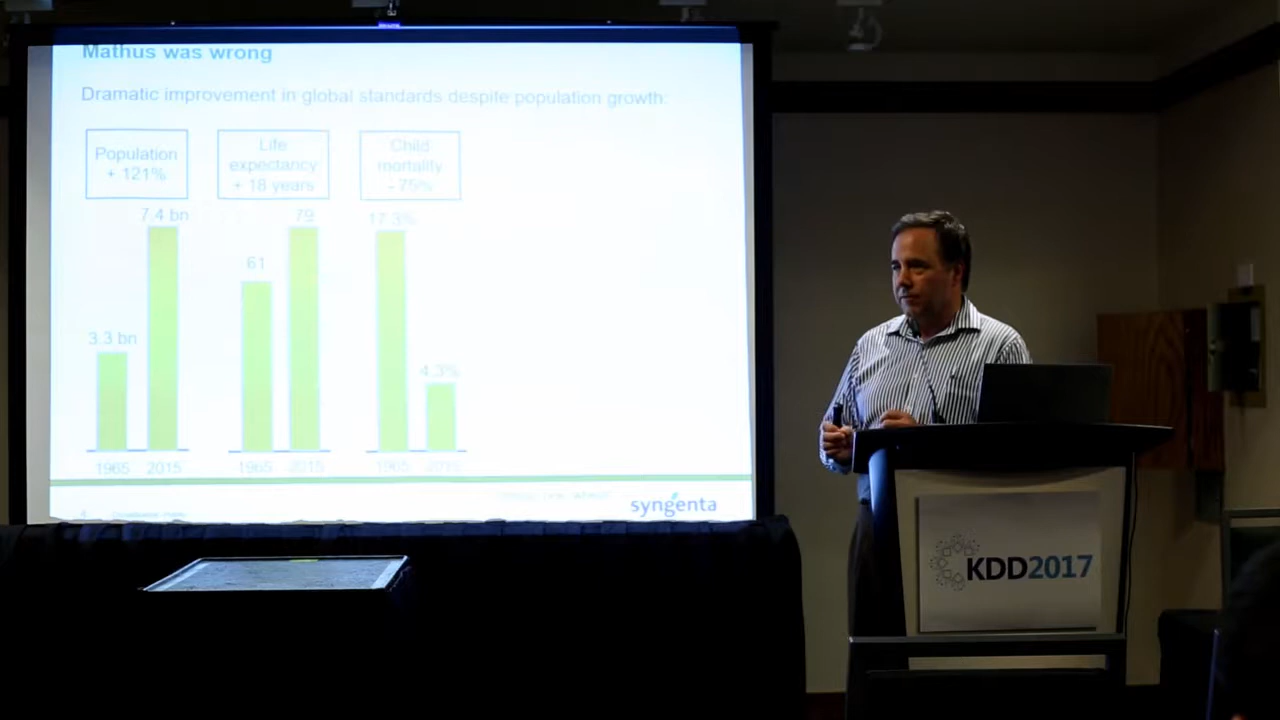 Mathus was wrong
Dramatic improvement in global standards despite population growth:
Population
+ 121%
Life
expectancy
+ 18 years
Child
mortality
- 75%
3.3 bn
7.4 bn
61
79
17.3%
4.3%
1965 2015
1965 2015
1965 2015
syngenta
KDD2017